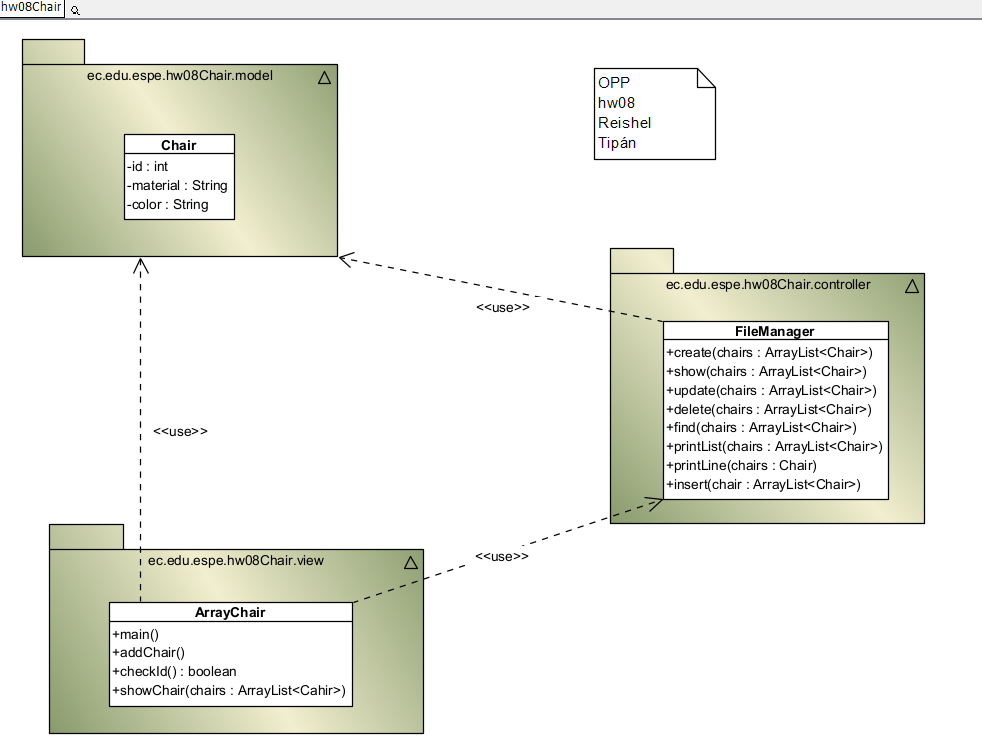 hw08Chair
ec.edu.espe.hw08Chair.model
Chair
-id : int
-material : String
-color : String
OPP
hw08
Reishel
Tipán
<<use>>
ec.edu.espe.hw08Chair.controller
FileManager
+create(chairs : ArrayList<Chair>)
+show(chairs : ArrayList<Chair>)
+update(chairs : ArrayList<Chair>)
+delete(chairs : ArrayList<Chair>)
+find(chairs : ArrayList<Chair>)
+printList(chairs : ArrayList<Chair>)
+printLine(chairs : Chair)
+insert(chair : ArrayList<Chair>)
<<use>>
<<use>>
ec.edu.espe.hw08Chair.view
ArrayChair
+main()
+addChair()
+checkId() : boolean
+showChair(chairs : ArrayList<Cahir>)